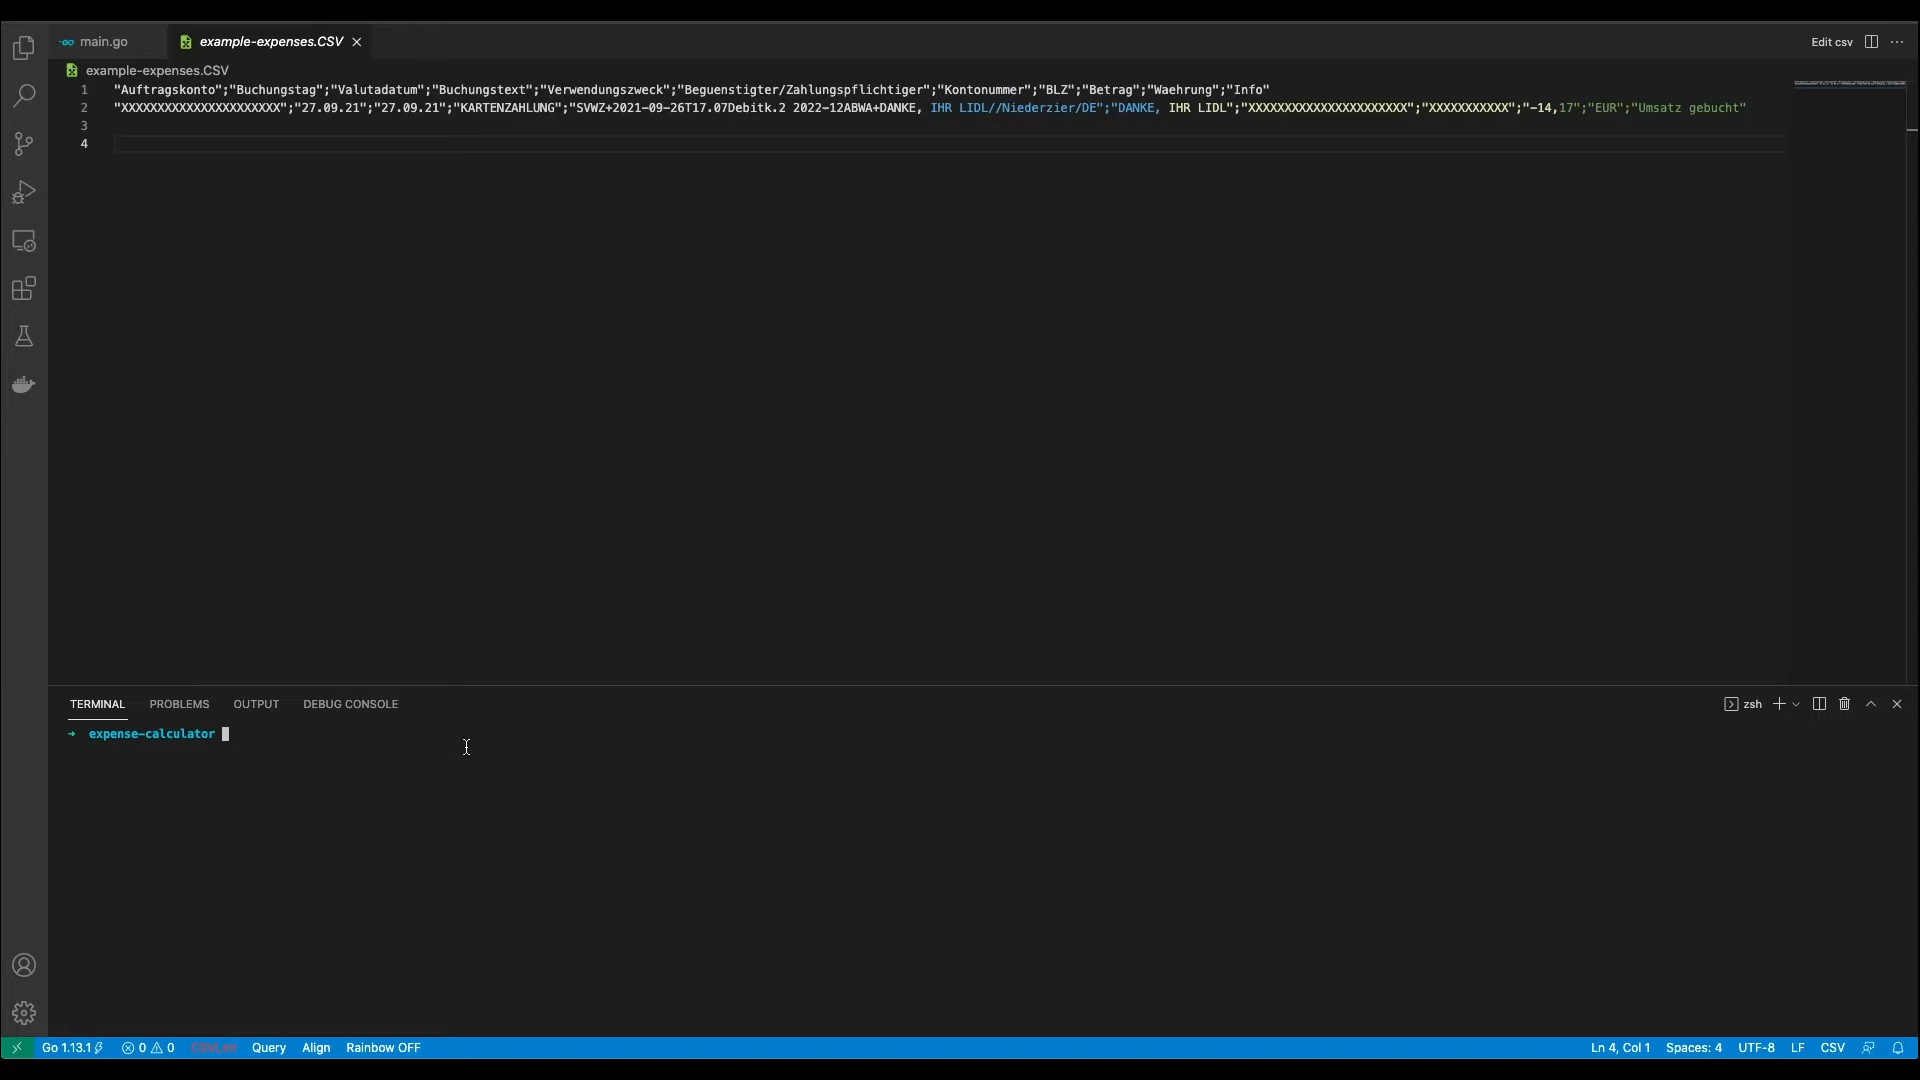 main.go
example-expenses.CSV
Edit csv
example-expenses.CSV
1 "Auftragskonto";"Buchungstag";"Valutadatum";"Buchungstext";"Verwendungszweck";"Beguenstigter/Zahlungspflichtiger";"Kontonummer";"BLZ";"Betrag";"Waehrung";"Info"
2 "XXXXXXXXXXXXXXXXXXXXXX";"27.09.21";"27.09.21";"KARTENZAHLUNG";"SVWZ+2021-09-26T17.07Debitk.2 2022-12ABWA+DANKE, IHR LIDL//Niederzier/DE";"DANKE, IHR LIDL";"XXXXXXXXXXXXXXXXXXXXXX";"XXXXXXXXXXX";"-14,17";"EUR";"Umsatz gebucht"
3
4
TERMINAL PROBLEMS OUTPUT DEBUG CONSOLE
zsh
➜ expense-calculator
Go 1.13.1 0 0 CSVLint Query Align Rainbow OFF
Ln 4, Col 1 Spaces: 4 UTF-8 LF CSV